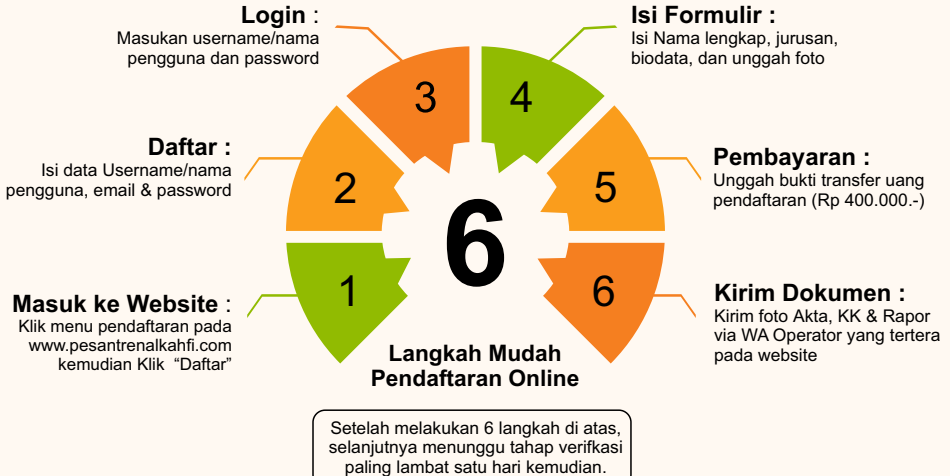 Masuk ke Website :
Klik menu pendaftaran pada
www.pesantrenalkahfi.com
kemudian Klik “Daftar”
1
Daftar :
Isi data Username/nama
pengguna, email & password
2
Login :
Masukan username/nama
pengguna dan password
3
Isi Formulir :
Isi Nama lengkap, jurusan,
biodata, dan unggah foto
4
Pembayaran :
Unggah bukti transfer uang
pendaftaran (Rp 400.000.-)
5
Kirim Dokumen :
Kirim foto Akta, KK & Rapor
via WA Operator yang tertera
pada website
6
6
Langkah Mudah
Pendaftaran Online
Setelah melakukan 6 langkah di atas,
selanjutnya menunggu tahap verifkasi
paling lambat satu hari kemudian.